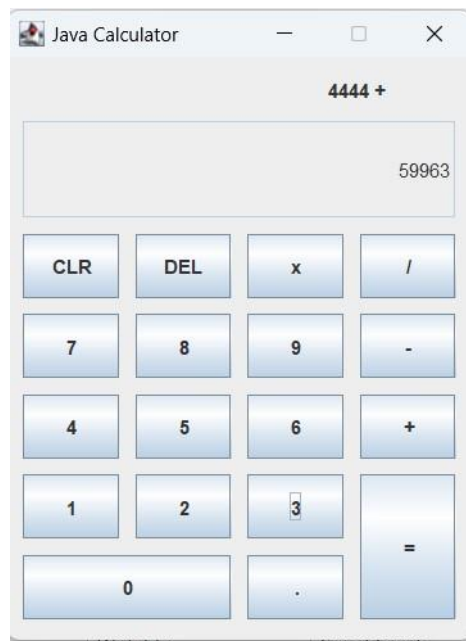 Java Calculator
4444 +
59963
CLR DEL x /
7 8 9 -
4 5 6 +
1 2 3
=
0 .